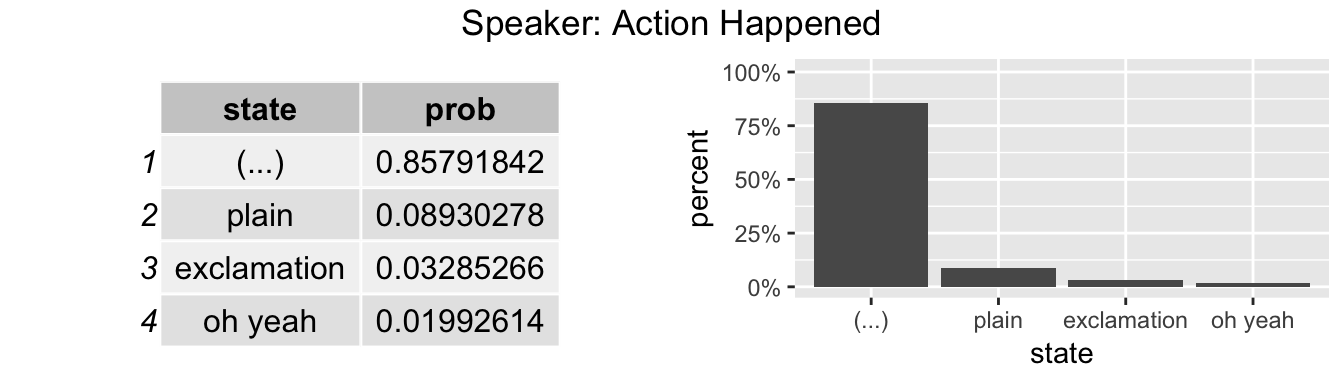 Speaker: Action Happened
state prob
1 (...) 0.85791842
2 plain 0.08930278
3 exclamation 0.03285266
4 oh yeah 0.01992614
percent
100%
75%
50%
25%
0%
(...) plain exclamation oh yeah
state